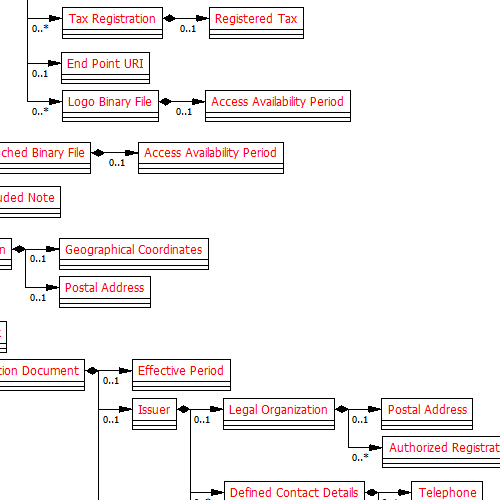 Tax Registration 0..1 Registered Tax
0..*
End Point URI
0..1
Logo Binary File 0..1 Access Availability Period
0..*
ched Binary File 0..1 Access Availability Period
uded Note
n 0..1 Geographical Coordinates
0..1 Postal Address
tion Document 0..1 Effective Period
0..1 Issuer 0..1 Legal Organization 0..1 Postal Address
0..* Authorized Registrat
Defined Contact Details Telephone